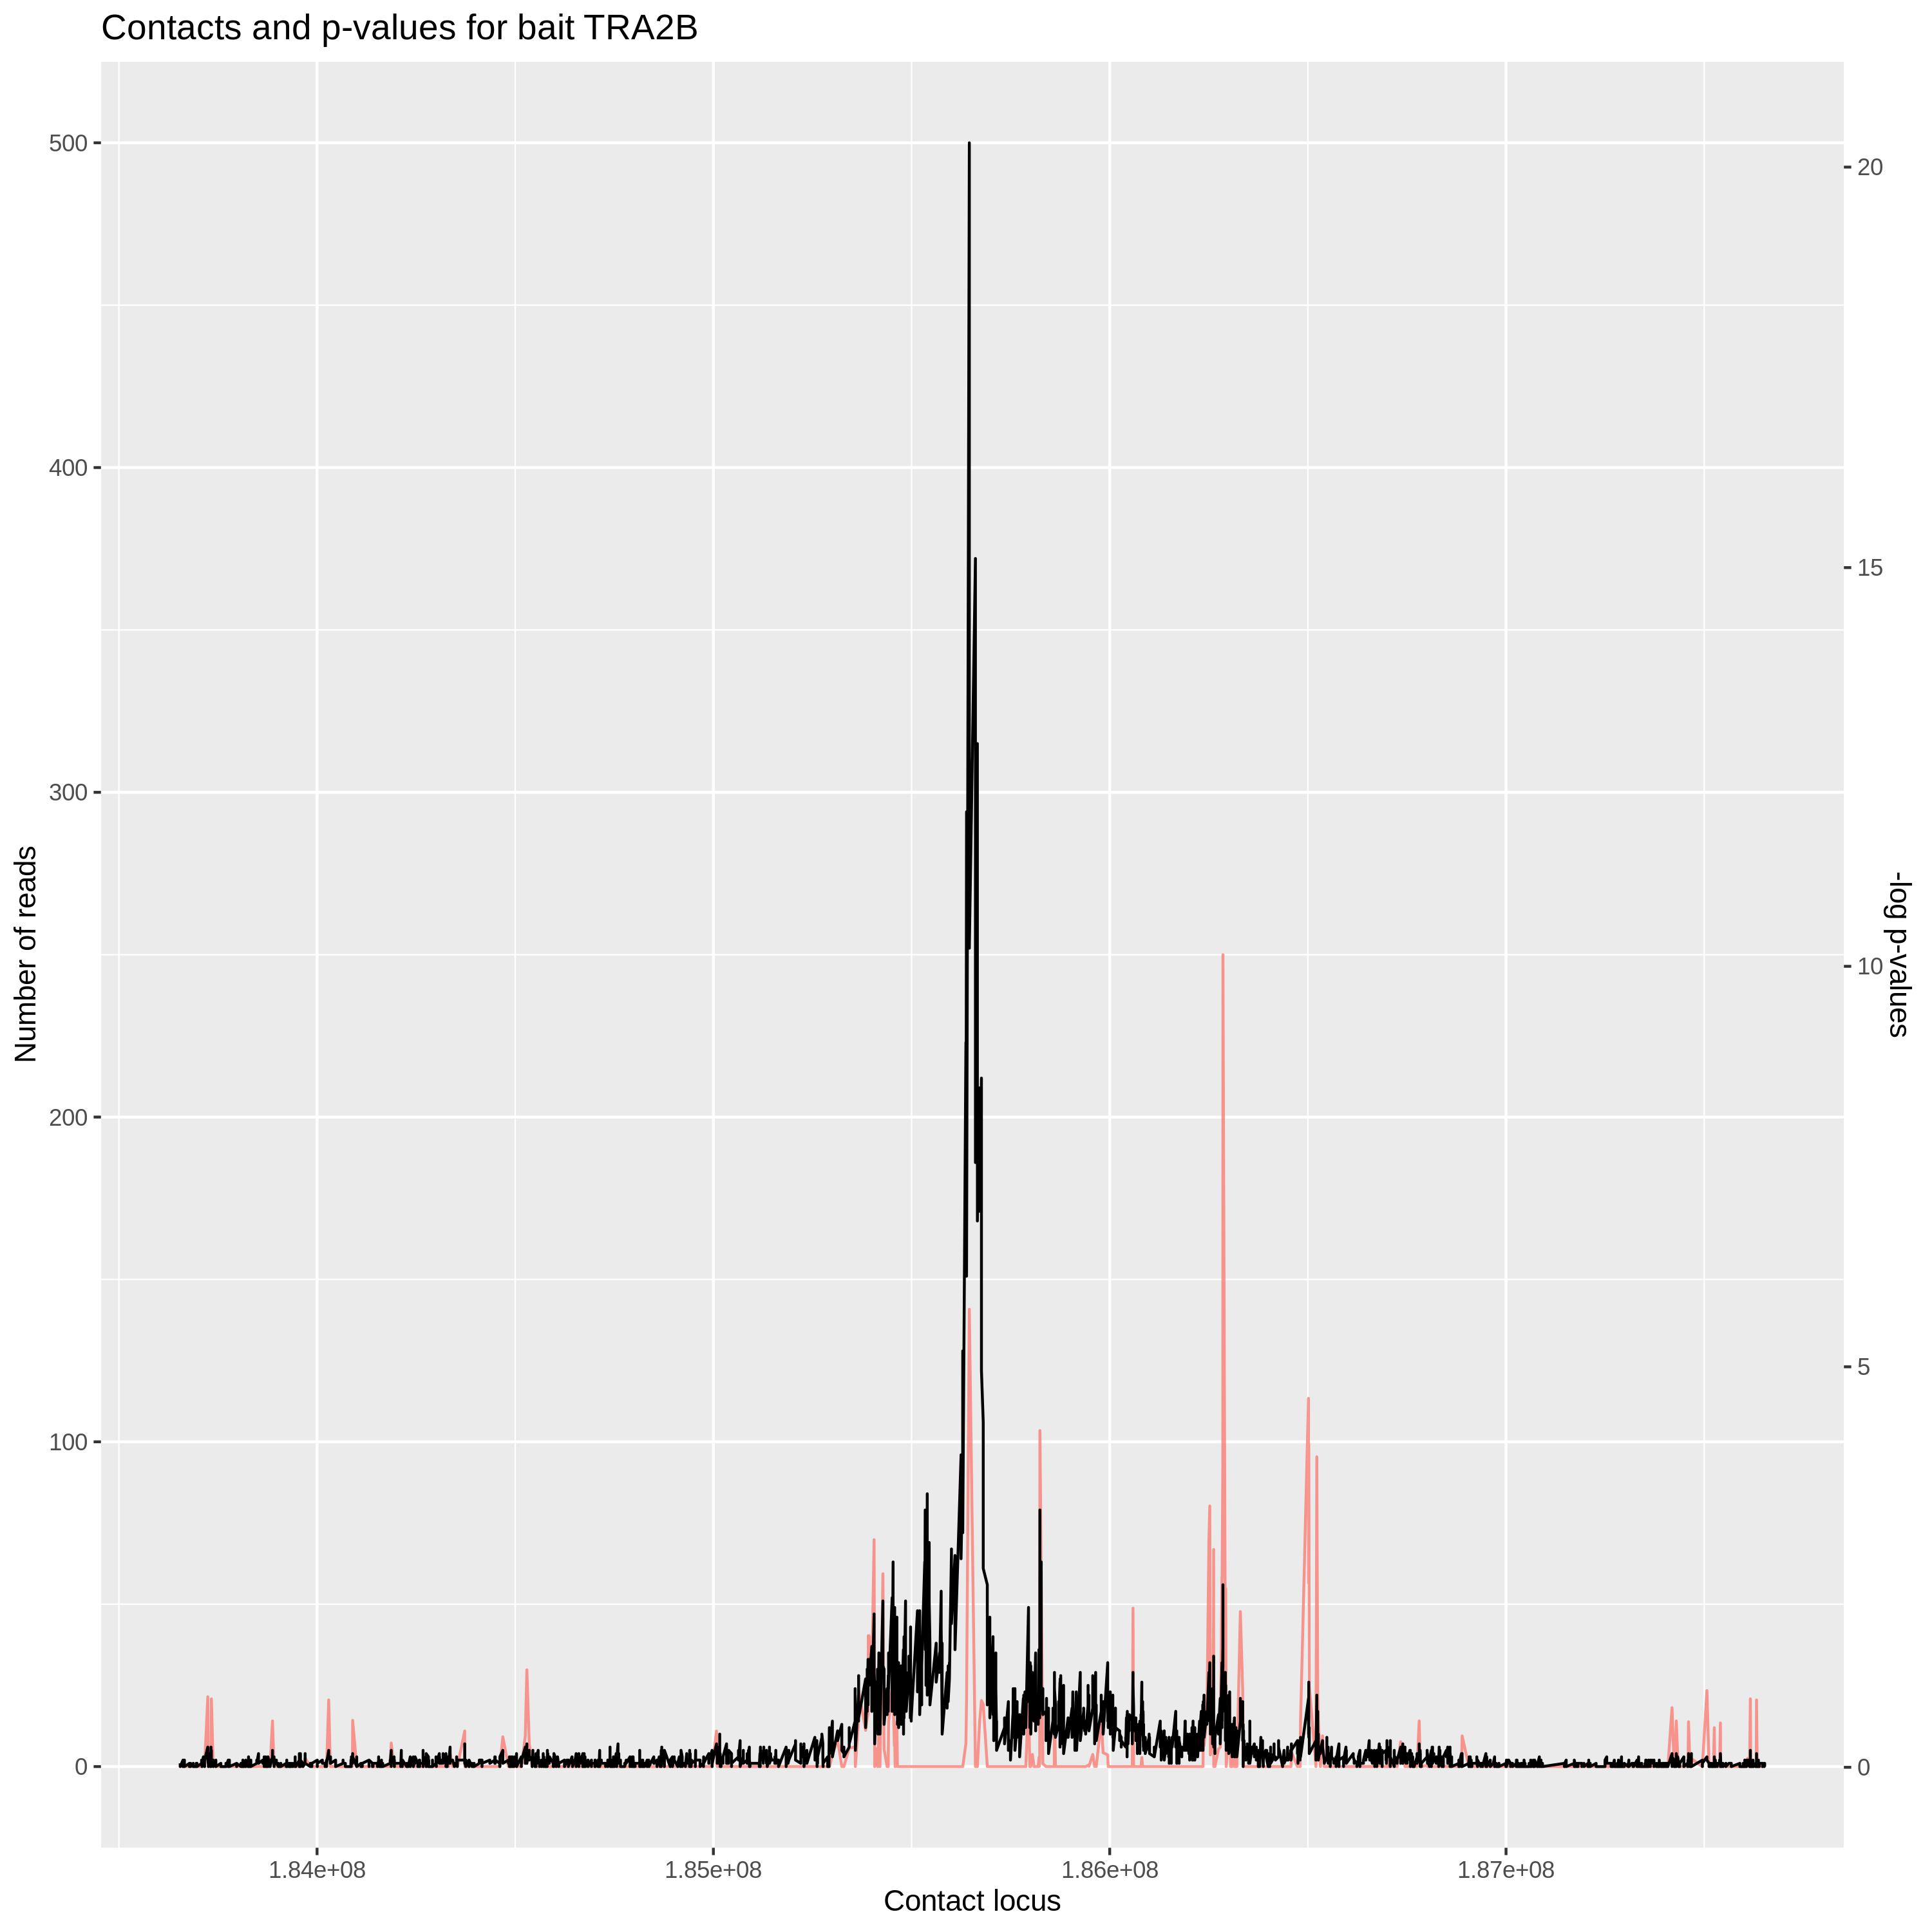 Contacts and p-values for bait TRA2B
500
400
300
200
100
0
Number of reads
20
15
10
5
0
-log p-values
1.84e+08
1.85e+08
1.86e+08
1.87e+08
Contact locus